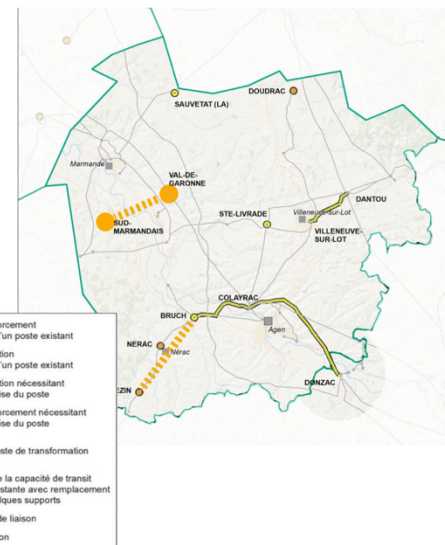 DOUDRAC
SAUVETAT (LA)
Marmande
VAL-DE-
GARONNE
DANTOU
STE-LIVRADE
Villeneuve-sur-Lot
SUD-
MARMANDAIS
VILLENEUVE-
SUR-LOT
COLAYRAC
BRUCH
Agen
NERAC
Nérac
EZIN
DONZAC
orcement
'un poste existant
tion
'un poste existant
tion nécessitant
ise du poste
orcement nécessitant
ise du poste
ste de transformation
e la capacité de transit
stante avec remplacement
lques supports
de liaison
on